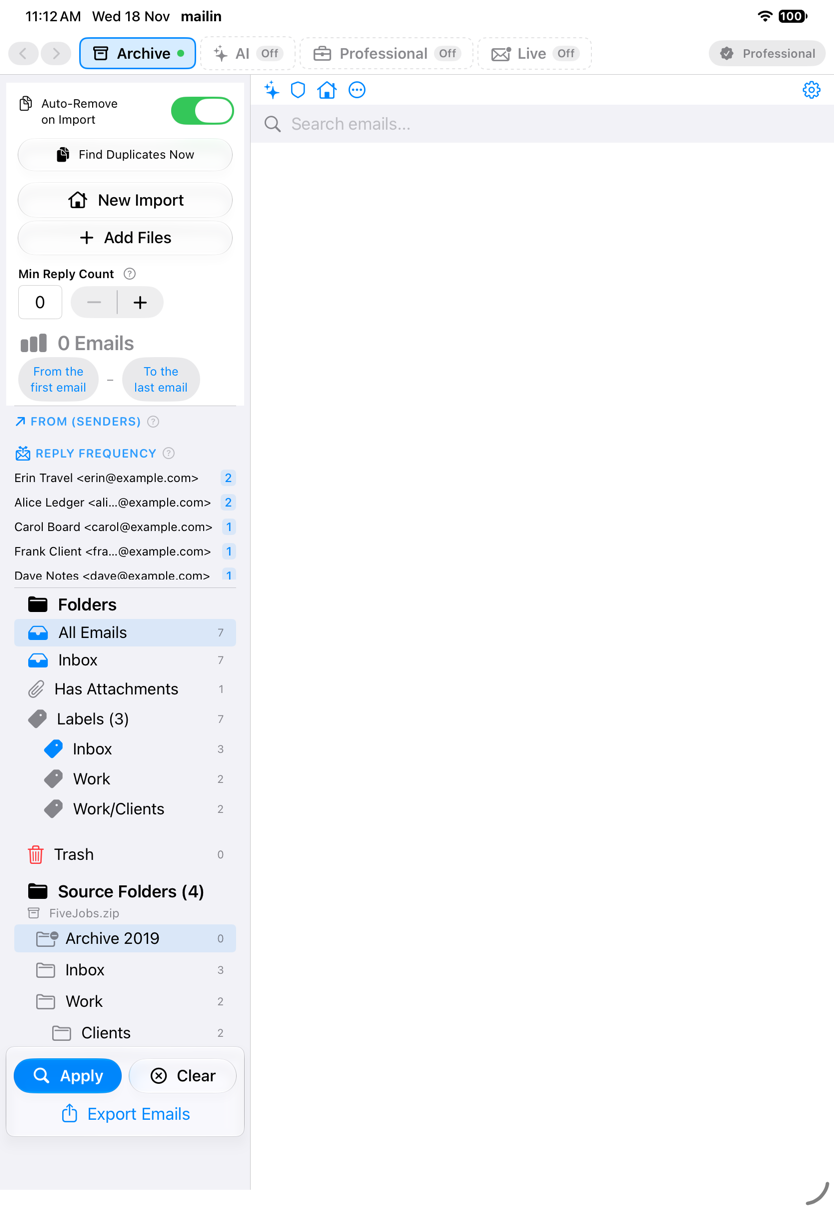 11:12 AM Wed 18 Nov mailin
100
Archive
AI Off
Professional Off
Live Off
Professional
Auto-Remove
on Import
Find Duplicates Now
New Import
Add Files
Min Reply Count ?
0
0 Emails
From the
first email
–
To the
last email
FROM (SENDERS) ?
REPLY FREQUENCY ?
Erin Travel <erin@example.com> 2
Alice Ledger <ali...@example.com> 2
Carol Board <carol@example.com> 1
Frank Client <fra...@example.com> 1
Dave Notes <dave@example.com> 1
Folders
All Emails 7
Inbox 7
Has Attachments 1
Labels (3) 7
Inbox 3
Work 2
Work/Clients 2
Trash 0
Source Folders (4)
FiveJobs.zip
Archive 2019 0
Inbox 3
Work 2
Clients 2
Apply
Clear
Export Emails
Search emails...